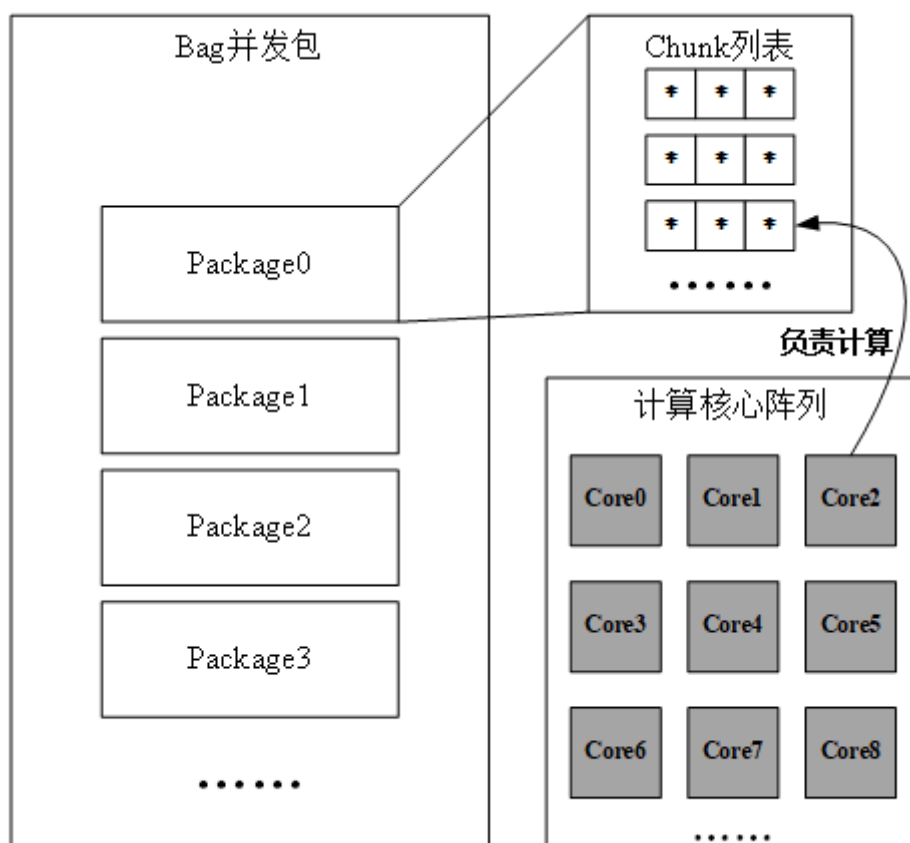 Bag并发包
Package0
Package1
Package2
Package3
......
Chunk列表
* * *
* * *
* * *
......
负责计算
计算核心阵列
Core0 Core1 Core2
Core3 Core4 Core5
Core6 Core7 Core8
......